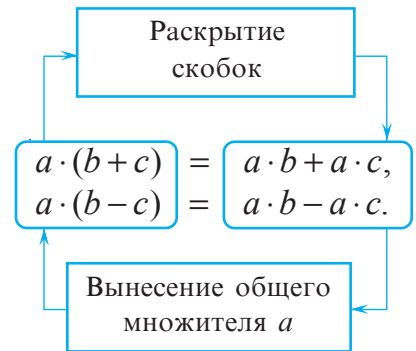 Раскрытие
скобок
a·(b+c) = a·b+a·c,
a·(b−c) = a·b−a·c.
Вынесение общего
множителя a